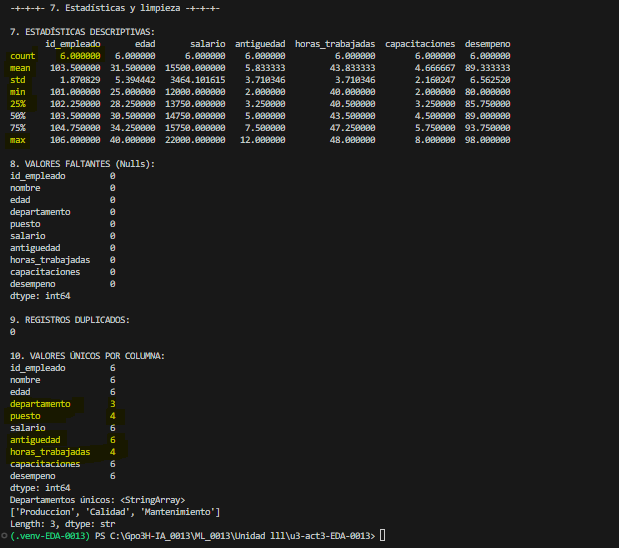 -+-+-+- 7. Estadísticas y limpieza -+-+-+-
7. ESTADÍSTICAS DESCRIPTIVAS:
id_empleado edad salario antiguedad horas_trabajadas capacitaciones desempeno
count 6.000000 6.000000 6.000000 6.000000 6.000000 6.000000 6.000000
mean 103.500000 31.500000 15500.000000 5.833333 43.833333 4.666667 89.333333
std 1.870829 5.394442 3464.101615 3.710346 3.710346 2.160247 6.562520
min 101.000000 25.000000 12000.000000 2.000000 40.000000 2.000000 80.000000
25% 102.250000 28.250000 13750.000000 3.250000 40.500000 3.250000 85.750000
50% 103.500000 30.500000 14750.000000 5.000000 43.500000 4.500000 89.000000
75% 104.750000 34.250000 15750.000000 7.500000 47.250000 5.750000 93.750000
max 106.000000 40.000000 22000.000000 12.000000 48.000000 8.000000 98.000000
8. VALORES FALTANTES (Nulls):
id_empleado 0
nombre 0
edad 0
departamento 0
puesto 0
salario 0
antiguedad 0
horas_trabajadas 0
capacitaciones 0
desempeno 0
dtype: int64
9. REGISTROS DUPLICADOS:
0
10. VALORES ÚNICOS POR COLUMNA:
id_empleado 6
nombre 6
edad 6
departamento 3
puesto 4
salario 6
antiguedad 6
horas_trabajadas 4
capacitaciones 6
desempeno 6
dtype: int64
Departamentos únicos: <StringArray>
['Produccion', 'Calidad', 'Mantenimiento']
Length: 3, dtype: str
(.venv-EDA-0013) PS C:\Gpo3H-IA_0013\ML_0013\Unidad lll\u3-act3-EDA-0013>